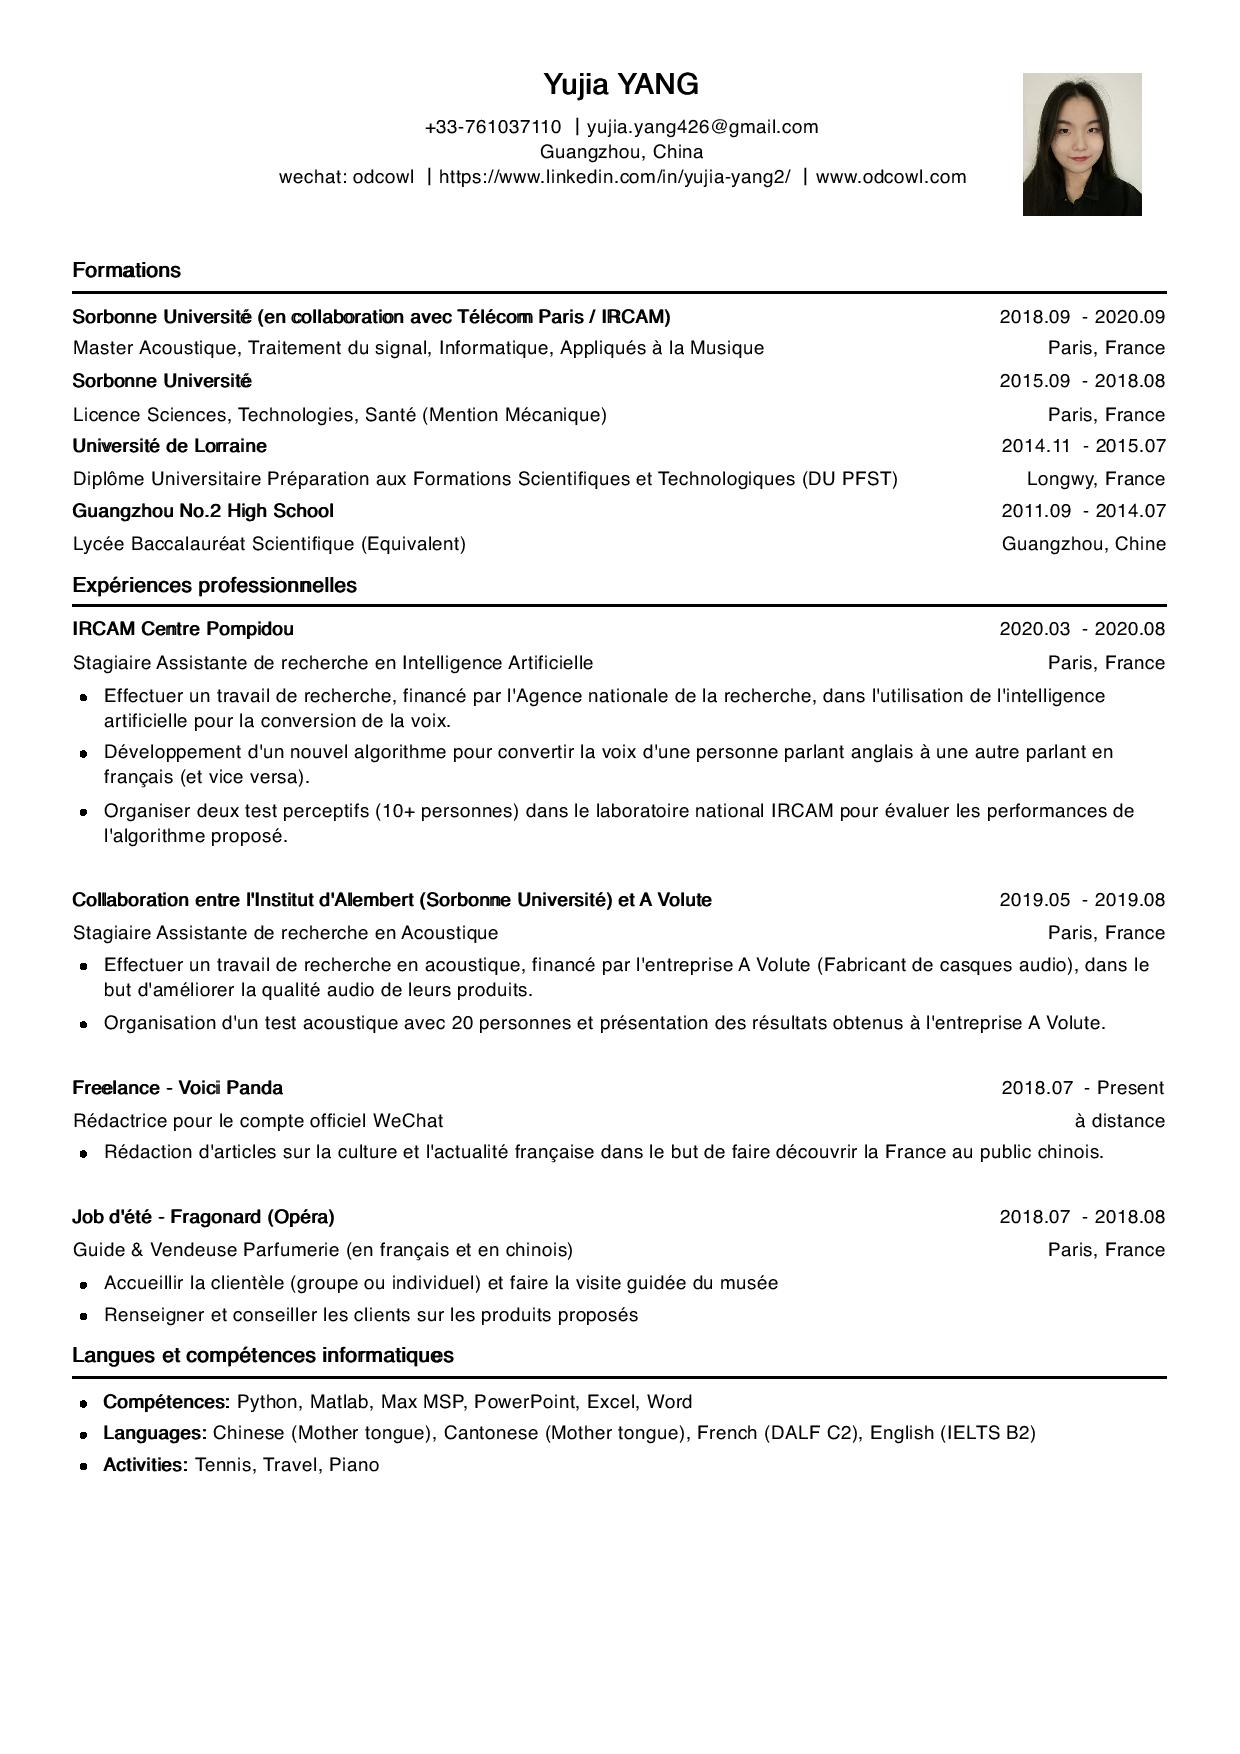 Yujia YANG
+33-761037110 | yujia.yang426@gmail.com
Guangzhou, China
wechat: odcowl | https://www.linkedin.com/in/yujia-yang2/ | www.odcowl.com
Formations
Sorbonne Université (en collaboration avec Télécom Paris / IRCAM) 2018.09 - 2020.09
Master Acoustique, Traitement du signal, Informatique, Appliqués à la Musique Paris, France
Sorbonne Université 2015.09 - 2018.08
Licence Sciences, Technologies, Santé (Mention Mécanique) Paris, France
Université de Lorraine 2014.11 - 2015.07
Diplôme Universitaire Préparation aux Formations Scientifiques et Technologiques (DU PFST) Longwy, France
Guangzhou No.2 High School 2011.09 - 2014.07
Lycée Baccalauréat Scientifique (Equivalent) Guangzhou, Chine
Expériences professionnelles
IRCAM Centre Pompidou 2020.03 - 2020.08
Stagiaire Assistante de recherche en Intelligence Artificielle Paris, France
• Effectuer un travail de recherche, financé par l'Agence nationale de la recherche, dans l'utilisation de l'intelligence
artificielle pour la conversion de la voix.
• Développement d'un nouvel algorithme pour convertir la voix d'une personne parlant anglais à une autre parlant en
français (et vice versa).
• Organiser deux test perceptifs (10+ personnes) dans le laboratoire national IRCAM pour évaluer les performances de
l'algorithme proposé.
Collaboration entre l'Institut d'Alembert (Sorbonne Université) et A Volute 2019.05 - 2019.08
Stagiaire Assistante de recherche en Acoustique Paris, France
• Effectuer un travail de recherche en acoustique, financé par l'entreprise A Volute (Fabricant de casques audio), dans le
but d'améliorer la qualité audio de leurs produits.
• Organisation d'un test acoustique avec 20 personnes et présentation des résultats obtenus à l'entreprise A Volute.
Freelance - Voici Panda 2018.07 - Present
Rédactrice pour le compte officiel WeChat à distance
• Rédaction d'articles sur la culture et l'actualité française dans le but de faire découvrir la France au public chinois.
Job d'été - Fragonard (Opéra) 2018.07 - 2018.08
Guide & Vendeuse Parfumerie (en français et en chinois) Paris, France
• Accueillir la clientèle (groupe ou individuel) et faire la visite guidée du musée
• Renseigner et conseiller les clients sur les produits proposés
Langues et compétences informatiques
• Compétences: Python, Matlab, Max MSP, PowerPoint, Excel, Word
• Languages: Chinese (Mother tongue), Cantonese (Mother tongue), French (DALF C2), English (IELTS B2)
• Activities: Tennis, Travel, Piano